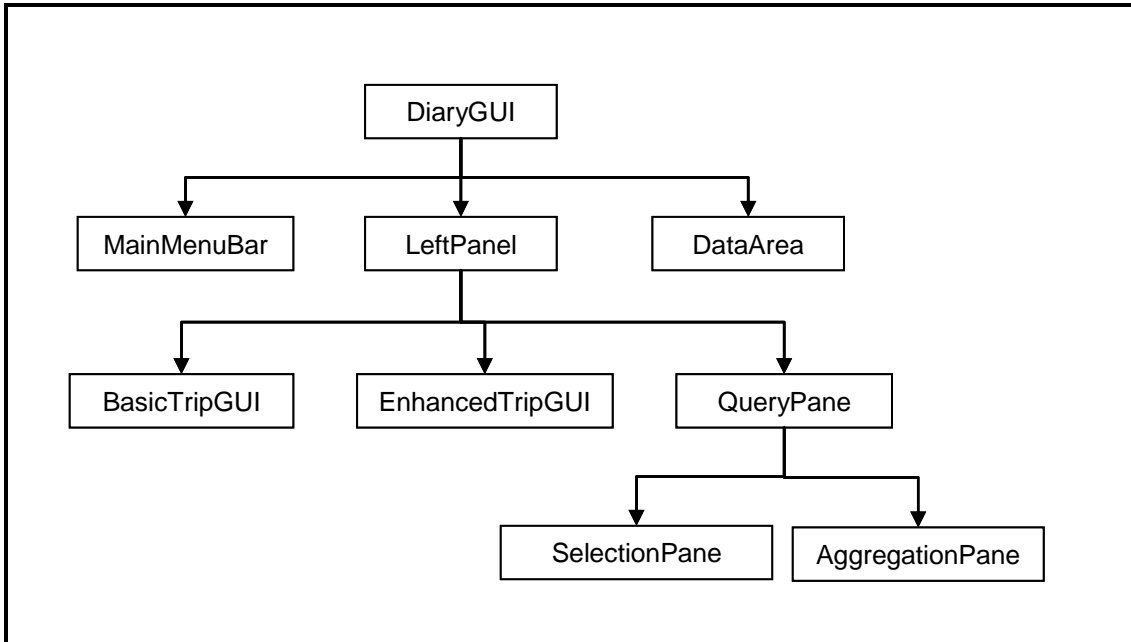 DiaryGUI
MainMenuBar
LeftPanel
DataArea
BasicTripGUI
EnhancedTripGUI
QueryPane
SelectionPane
AggregationPane